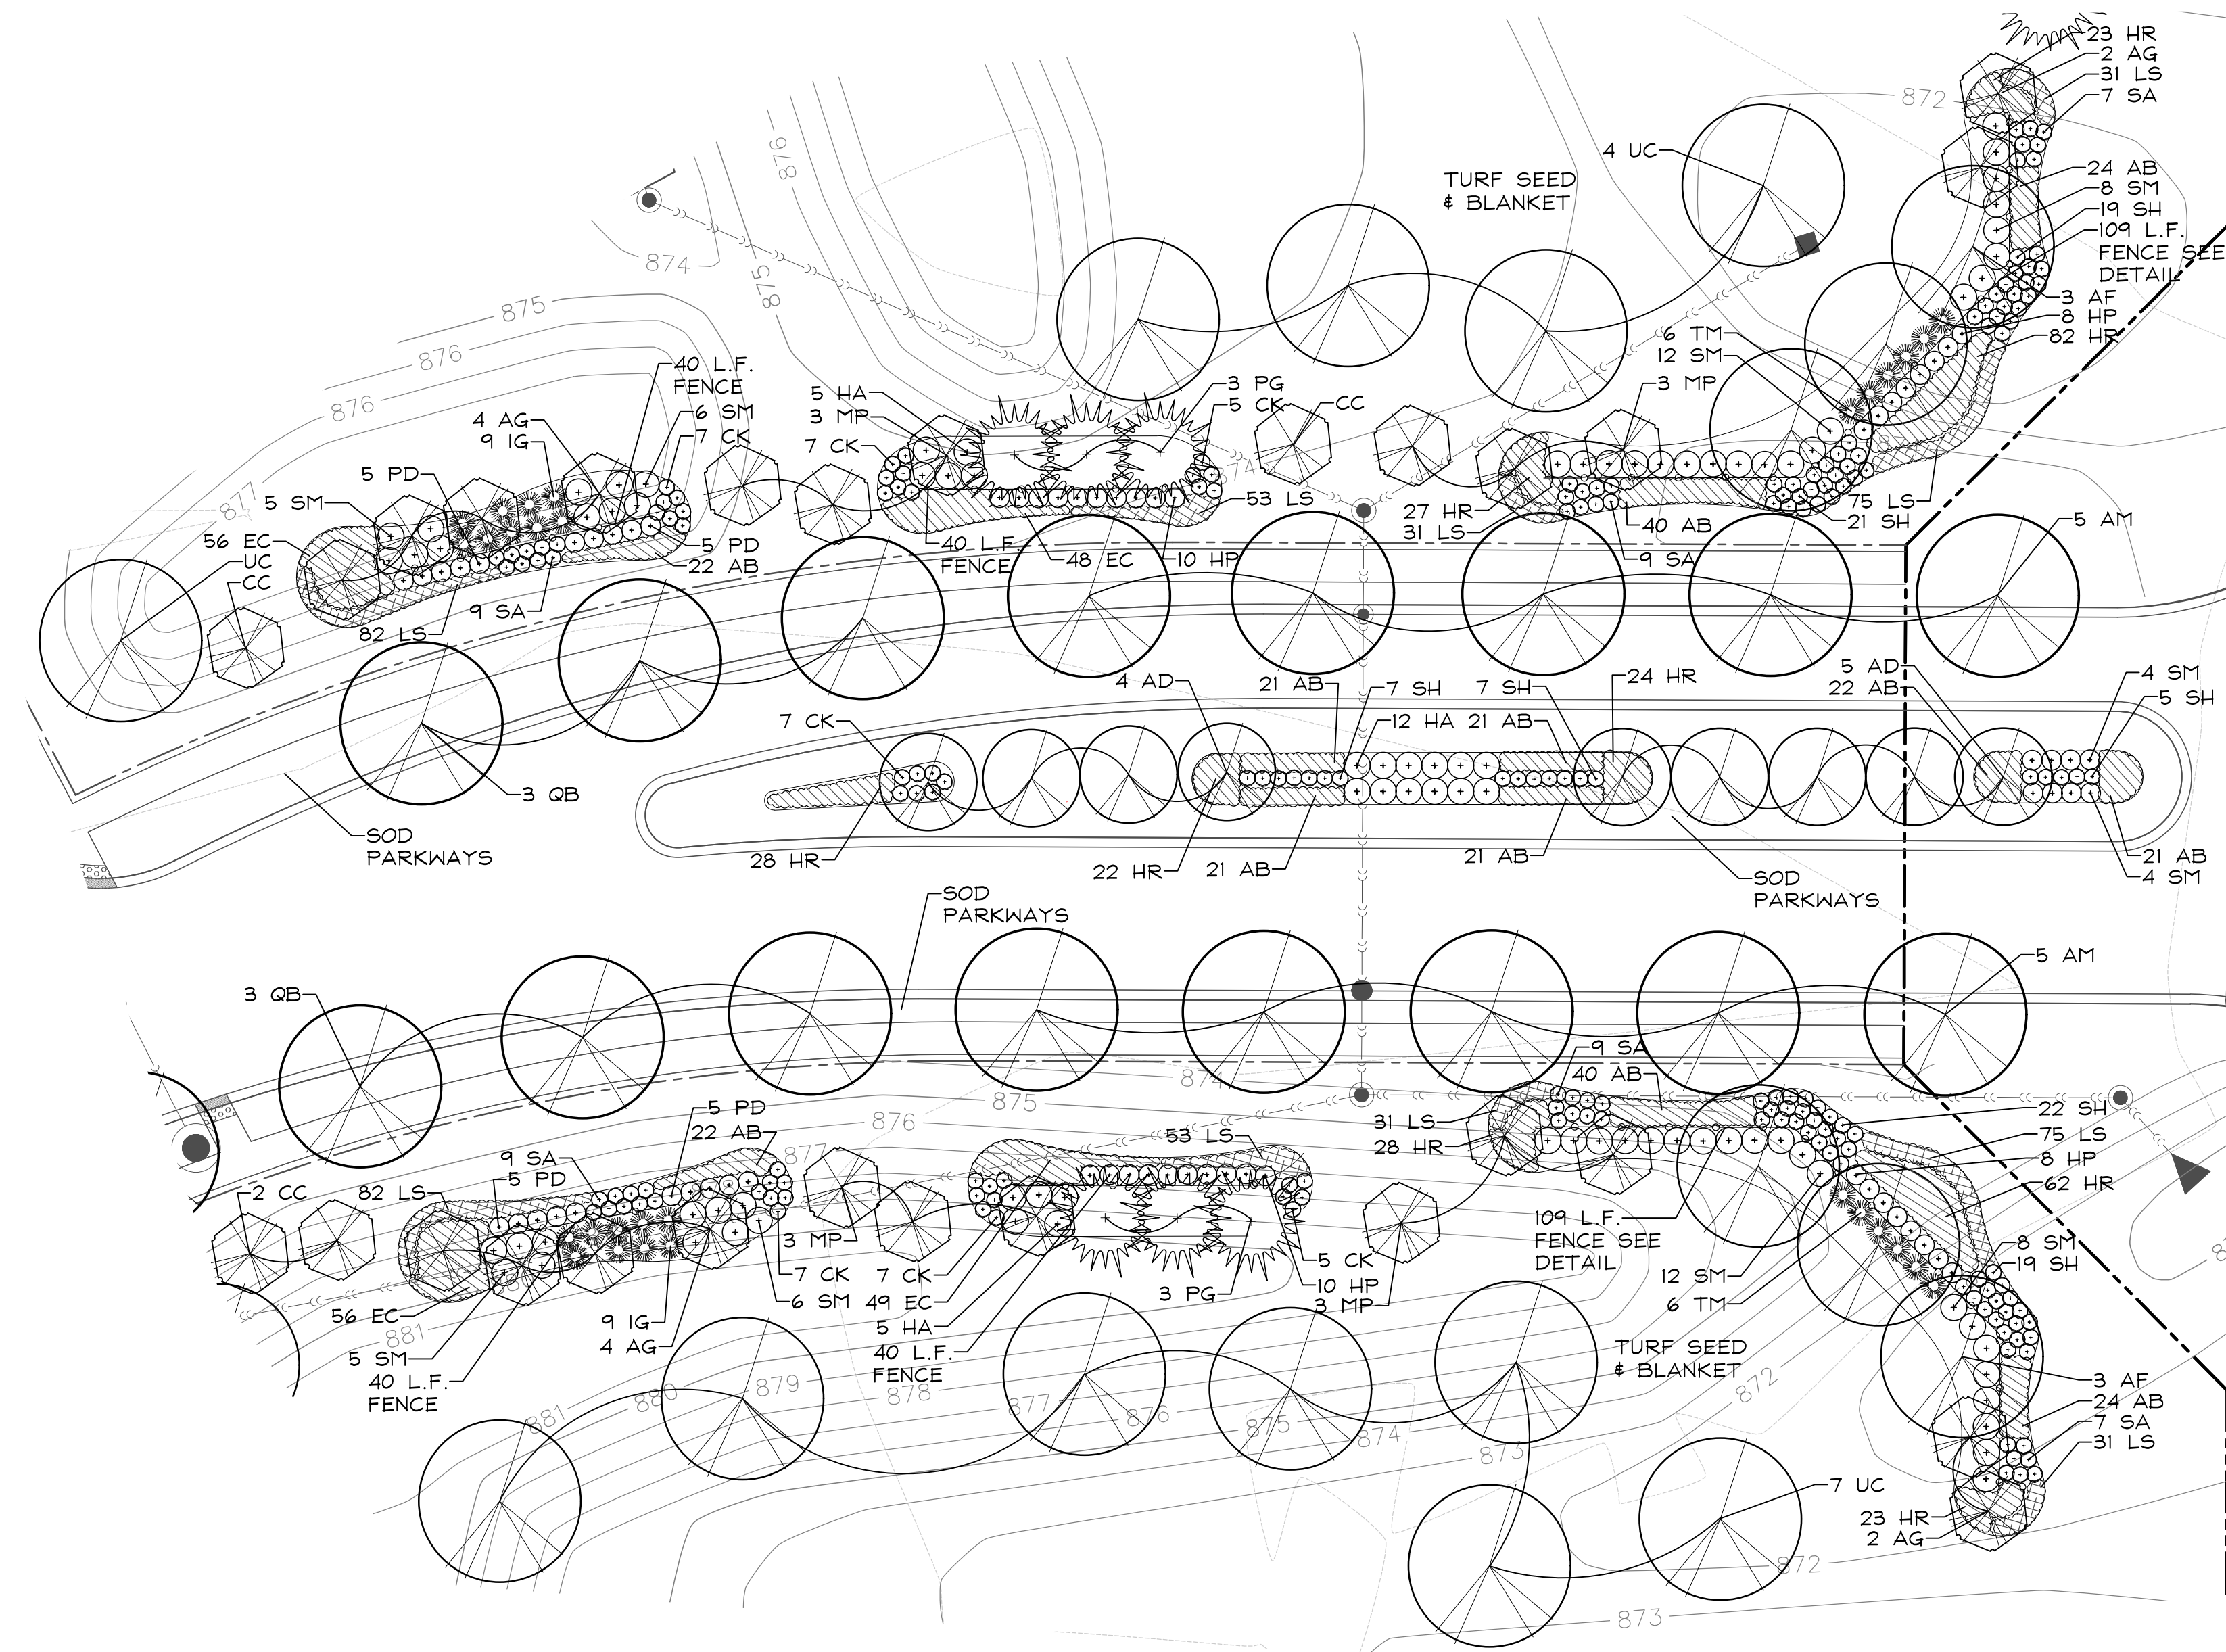 23 HR
2 AG
31 LS
7 SA
872
4 UC
TURF SEED
& BLANKET
24 AB
8 SM
19 SH
109 L.F.
FENCE SEE
DETAIL
3 AF
8 HP
82 HR
876
875
874
875
876
876
877
40 L.F.
FENCE
6 SM
7 CK
4 AG
9 IG
5 PD
5 SM
56 EC
UC
CC
5 HA
3 MP
7 CK
3 PG
5 CK
CC
874
6 TM
12 SM
3 MP
5 PD
22 AB
9 SA
82 LS
40 L.F.
FENCE
48 EC
10 HP
53 LS
27 HR
31 LS
40 AB
9 SA
75 LS
21 SH
5 AM
4 AD
21 AB
7 SH
7 SH
24 HR
5 AD
22 AB
4 SM
5 SH
7 CK
12 HA
21 AB
3 QB
SOD
PARKWAYS
28 HR
22 HR
21 AB
21 AB
21 AB
4 SM
SOD
PARKWAYS
SOD
PARKWAYS
3 QB
5 AM
874
875
876
877
9 SA
40 AB
5 PD
22 AB
53 LS
31 LS
28 HR
22 SH
75 LS
8 HP
62 HR
9 SA
5 PD
2 CC
82 LS
3 MP
7 CK
6 SM
7 CK
49 EC
5 HA
40 L.F.
FENCE
3 PG
5 CK
10 HP
3 MP
109 L.F.
FENCE SEE
DETAIL
12 SM
6 TM
8 SM
19 SH
56 EC
881
5 SM
40 L.F.
FENCE
9 IG
4 AG
TURF SEED
& BLANKET
872
3 AF
24 AB
7 SA
31 LS
881
880
879
878
877
876
875
874
873
7 UC
23 HR
2 AG
872
873